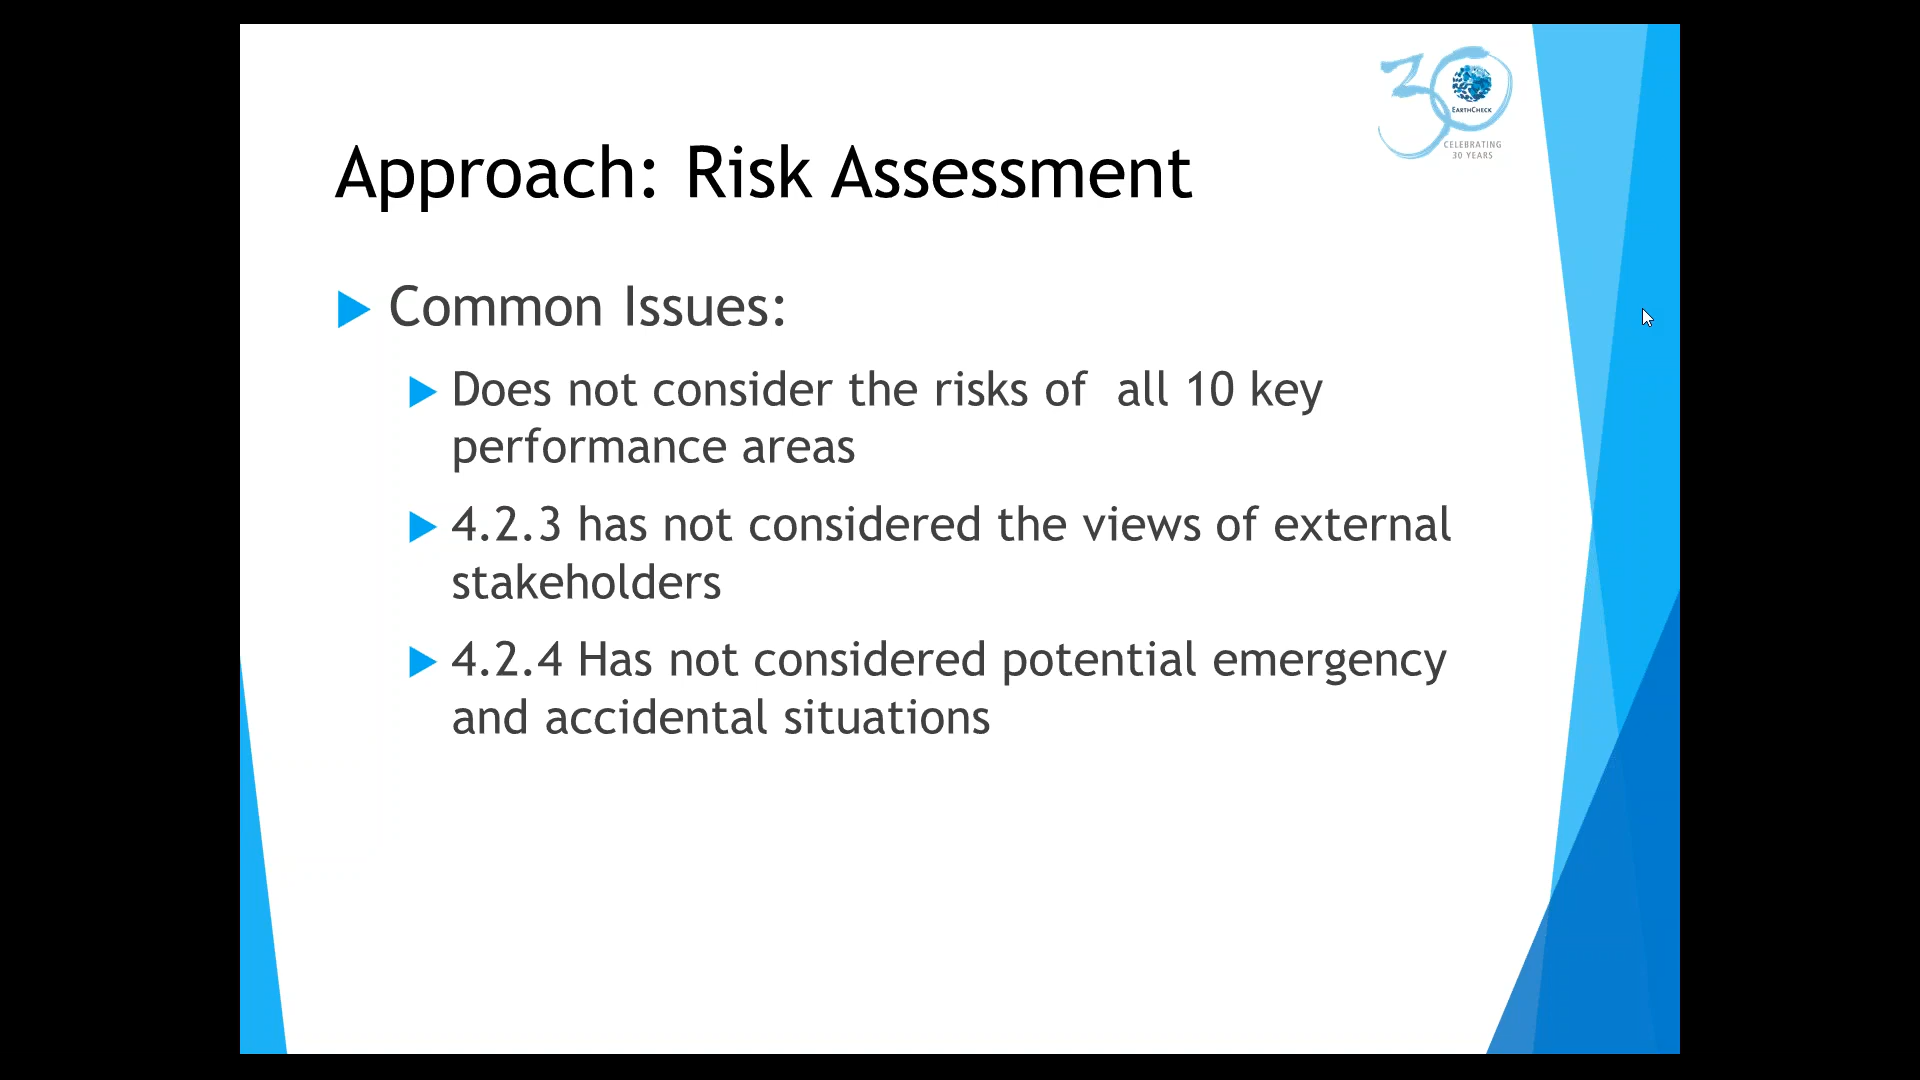 30
EARTHCHECK
CELEBRATING
30 YEARS
Approach: Risk Assessment
Common Issues:
Does not consider the risks of  all 10 key
performance areas
4.2.3 has not considered the views of external
stakeholders
4.2.4 Has not considered potential emergency
and accidental situations